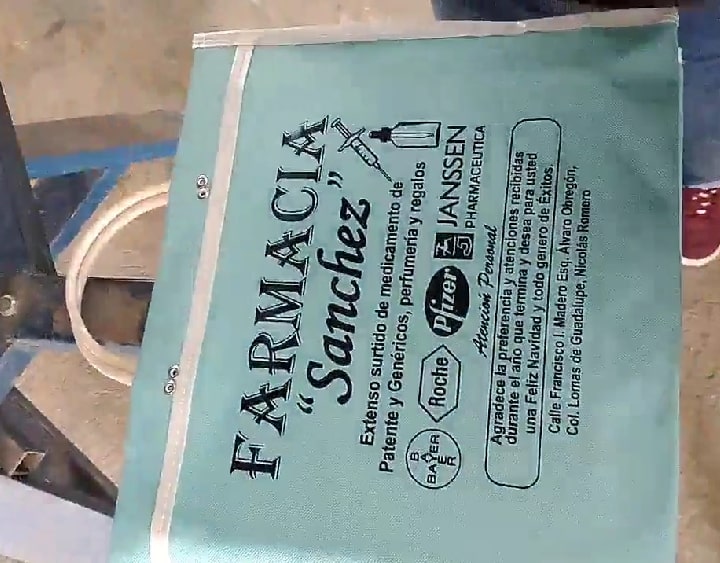 FARMACIA
"Sanchez"
Extenso surtido de medicamento de
Patente y Genéricos, perfumería y regalos
BAYER
BAYER
Roche
Pfizer
JANSSEN
PHARMACEUTICA
Atención Personal
Agradece la preferencia y atenciones recibidas
durante el año que termina y desea para usted
una Feliz Navidad y todo genero de Éxitos
Calle Francisco I. Madero Esq. Alvaro Obregón,
Col. Lomas de Guadalupe, Nicolás Romero